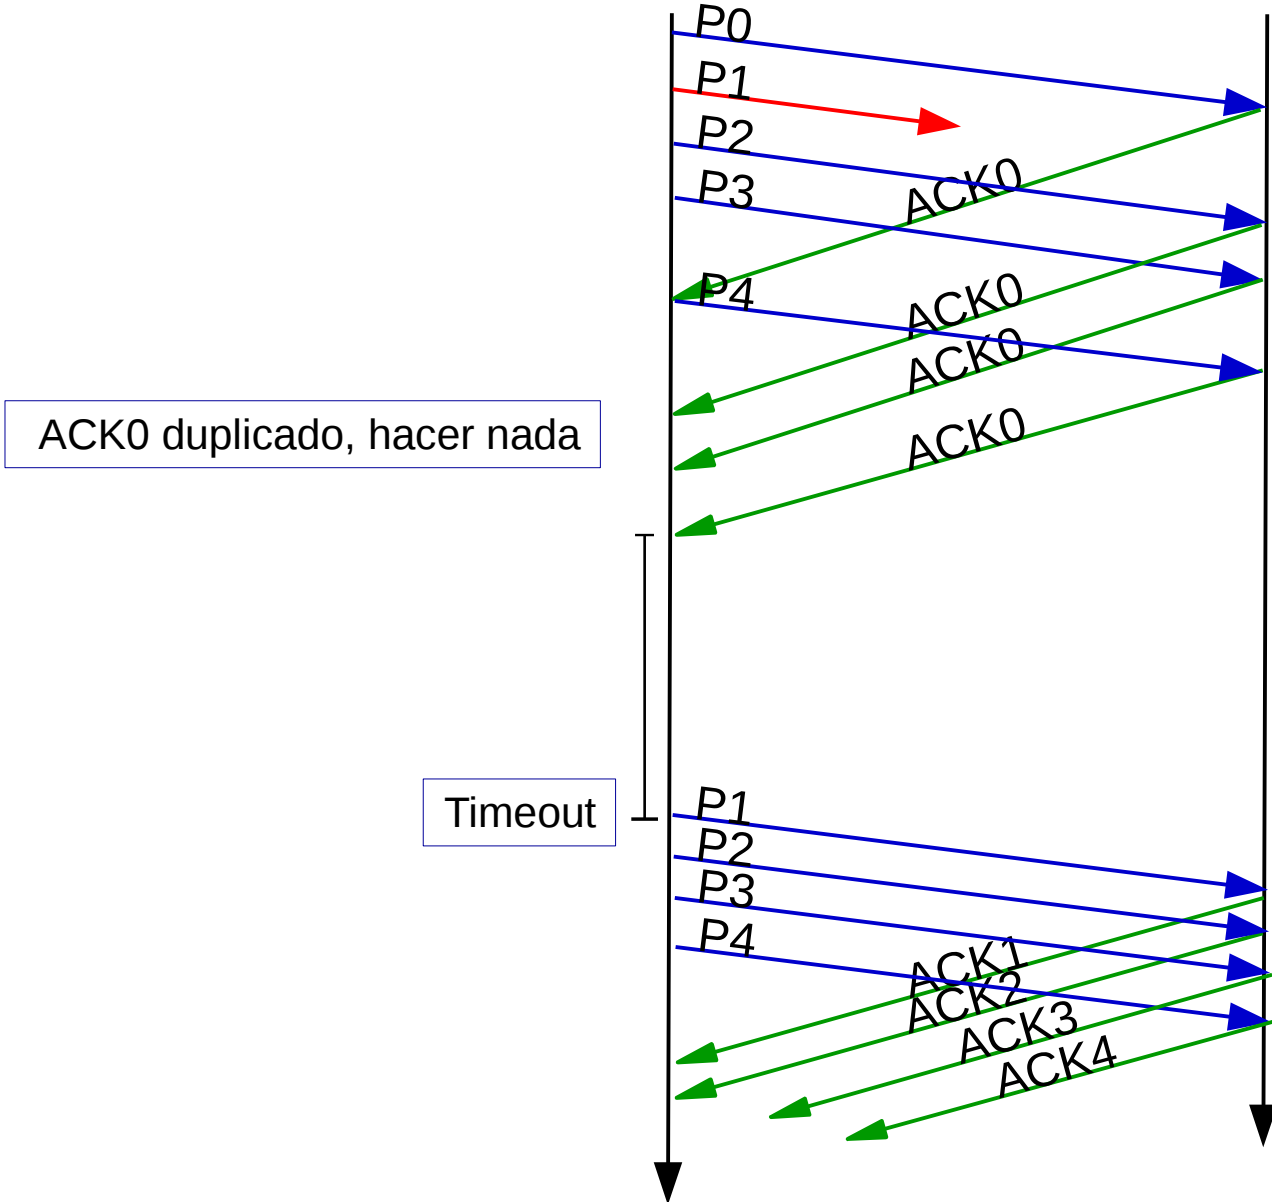 P0
P1
P2
ACK0
P3
P4
ACK0
ACK0
ACK0 duplicado, hacer nada
ACK0
Timeout
P1
P2
P3
P4
ACK1
ACK2
ACK3
ACK4